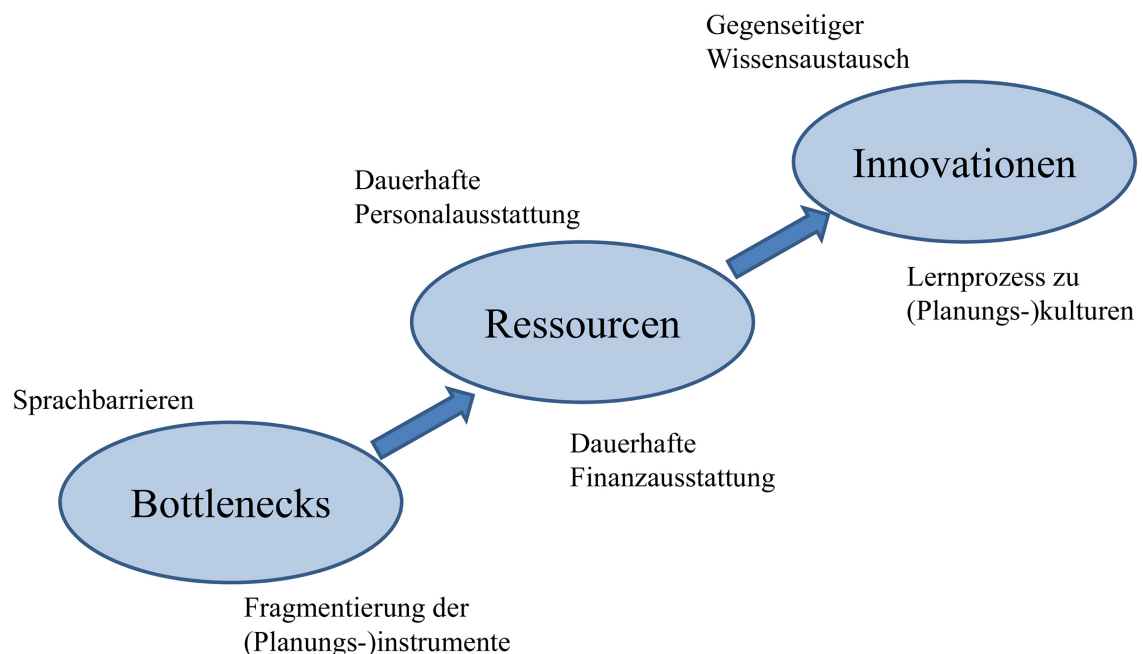 Gegenseitiger
Wissensaustausch
Innovationen
Lernprozess zu
(Planungs-)kulturen
Dauerhafte
Personalausstattung
Ressourcen
Dauerhafte
Finanzausstattung
Sprachbarrieren
Bottlenecks
Fragmentierung der
(Planungs-)instrumente